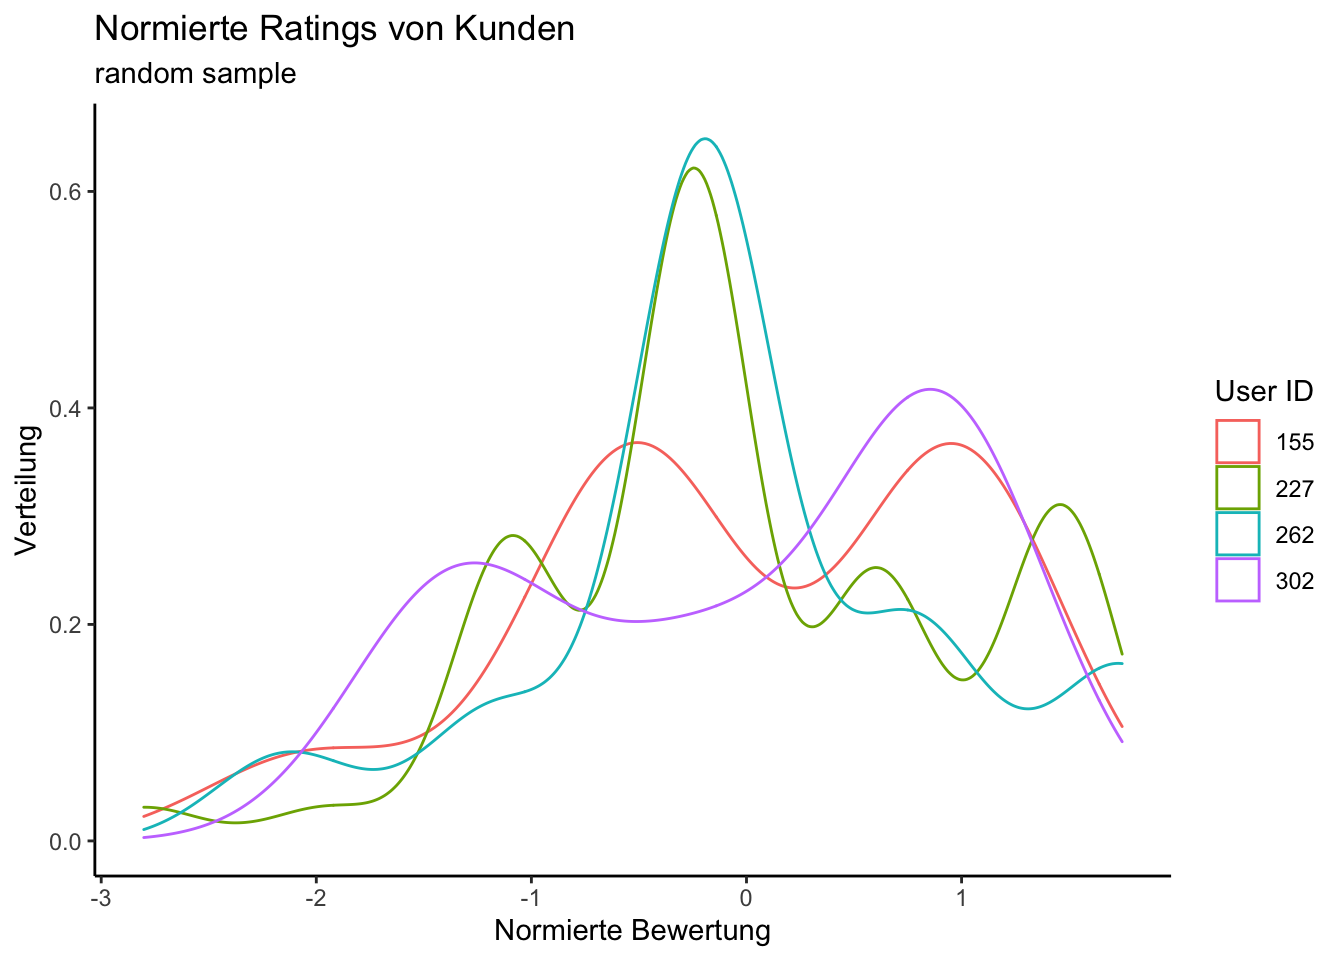 Normierte Ratings von Kunden
random sample
Verteilung
0.6
0.4
0.2
0.0
-3 -2 -1 0 1
Normierte Bewertung
User ID
155
227
262
302